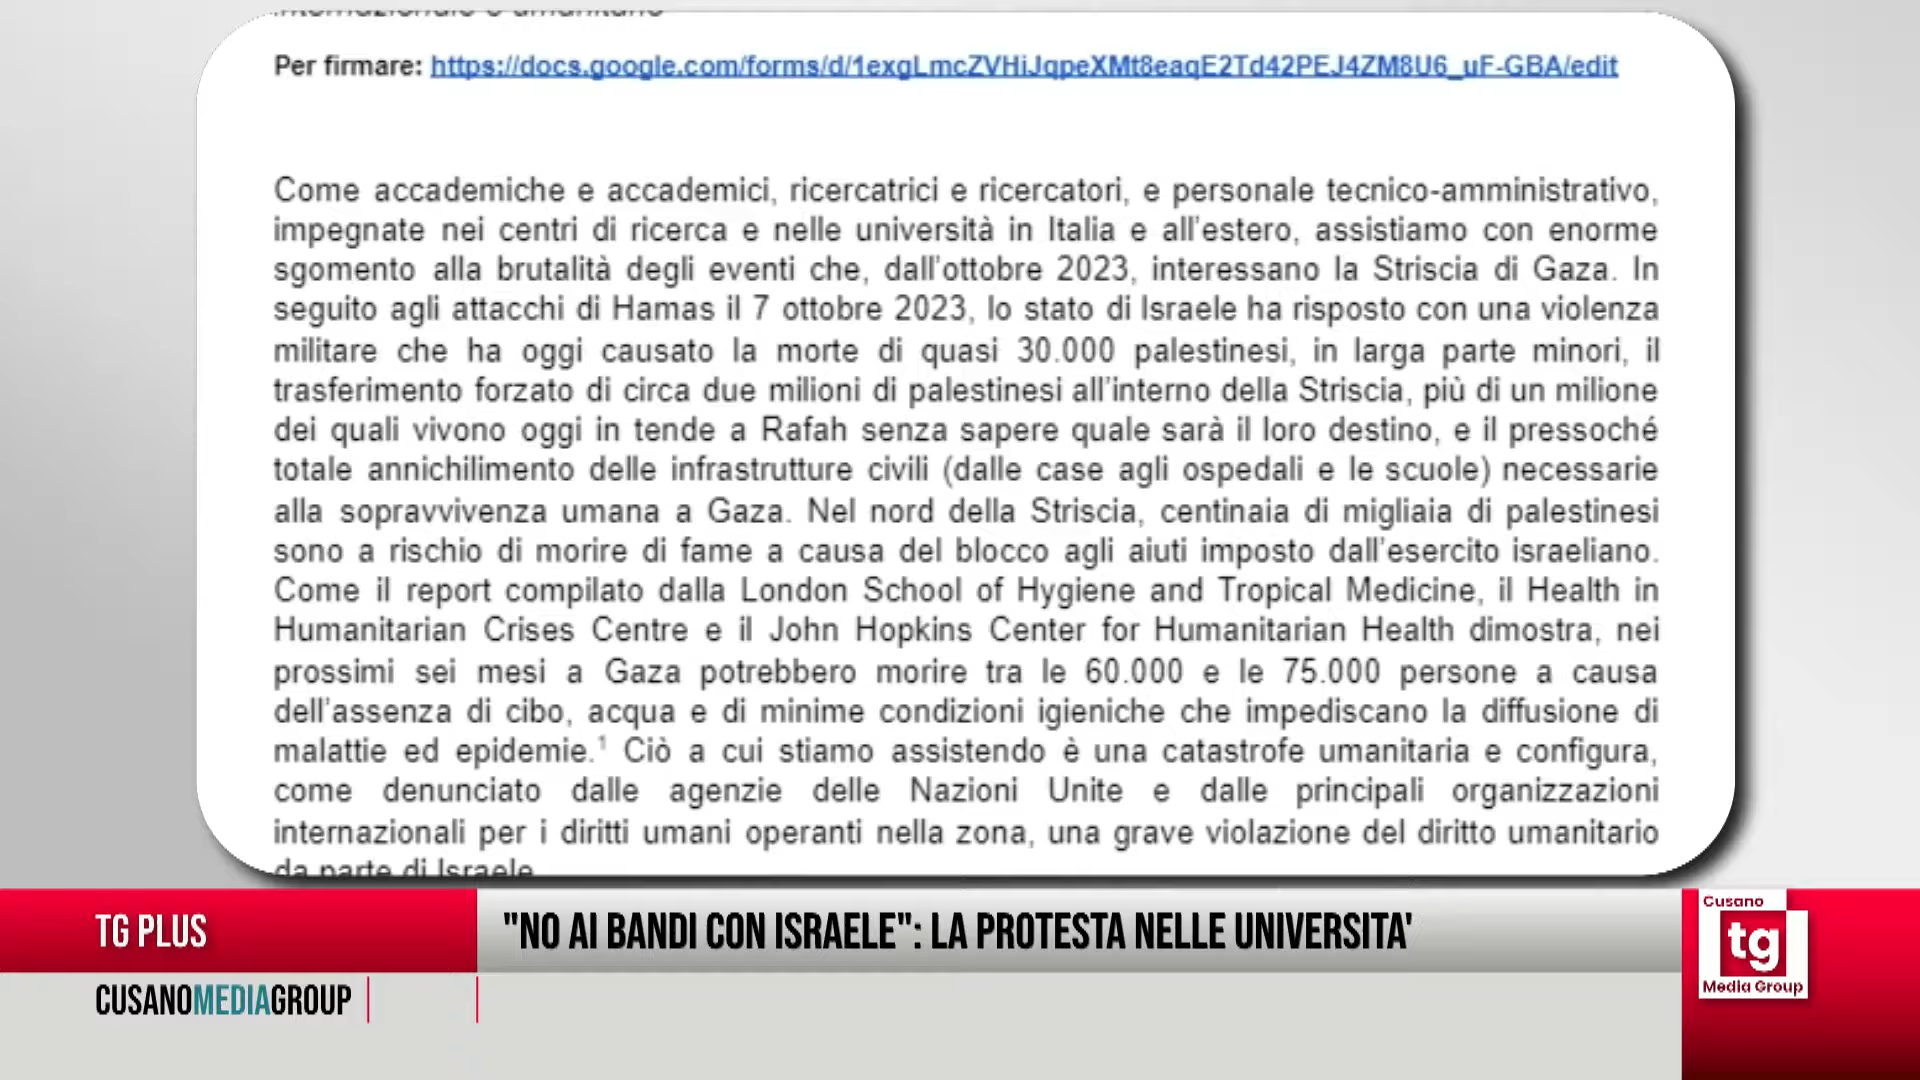 internazionale e umanitario
Per firmare: https://docs.google.com/forms/d/1exgLmcZVHiJqpeXMt8eaqE2Td42PEJ4ZM8U6_uF-GBA/edit
Come accademiche e accademici, ricercatrici e ricercatori, e personale tecnico-amministrativo,
impegnate nei centri di ricerca e nelle università in Italia e all'estero, assistiamo con enorme
sgomento alla brutalità degli eventi che, dall'ottobre 2023, interessano la Striscia di Gaza. In
seguito agli attacchi di Hamas il 7 ottobre 2023, lo stato di Israele ha risposto con una violenza
militare che ha oggi causato la morte di quasi 30.000 palestinesi, in larga parte minori, il
trasferimento forzato di circa due milioni di palestinesi all'interno della Striscia, più di un milione
dei quali vivono oggi in tende a Rafah senza sapere quale sarà il loro destino, e il pressoché
totale annichilimento delle infrastrutture civili (dalle case agli ospedali e le scuole) necessarie
alla sopravvivenza umana a Gaza. Nel nord della Striscia, centinaia di migliaia di palestinesi
sono a rischio di morire di fame a causa del blocco agli aiuti imposto dall'esercito israeliano.
Come il report compilato dalla London School of Hygiene and Tropical Medicine, il Health in
Humanitarian Crises Centre e il John Hopkins Center for Humanitarian Health dimostra, nei
prossimi sei mesi a Gaza potrebbero morire tra le 60.000 e le 75.000 persone a causa
dell'assenza di cibo, acqua e di minime condizioni igieniche che impediscano la diffusione di
malattie ed epidemie.¹ Ciò a cui stiamo assistendo è una catastrofe umanitaria e configura,
come denunciato dalle agenzie delle Nazioni Unite e dalle principali organizzazioni
internazionali per i diritti umani operanti nella zona, una grave violazione del diritto umanitario
da parte di Israele.
TG PLUS
"NO AI BANDI CON ISRAELE": LA PROTESTA NELLE UNIVERSITA'
CUSANOMEDIAGROUP
Cusano
tg
Media Group